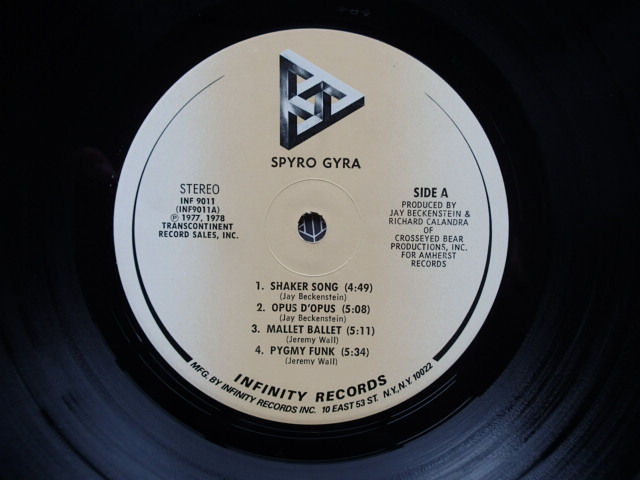 SPYRO GYRA
STEREO
INF 9011
(INF9011A)
Ⓟ 1977, 1978
TRANSCONTINENT
RECORD SALES, INC.
SIDE A
PRODUCED BY
JAY BECKENSTEIN &
RICHARD CALANDRA
OF
CROSSEYED BEAR
PRODUCTIONS, INC.
FOR AMHERST
RECORDS
1. SHAKER SONG (4:49)
(Jay Beckenstein)
2. OPUS D'OPUS (5:08)
(Jay Beckenstein)
3. MALLET BALLET (5:11)
(Jeremy Wall)
4. PYGMY FUNK (5:34)
(Jeremy Wall)
INFINITY RECORDS
MFG. BY INFINITY RECORDS INC. 10 EAST 53 ST. N.Y., N.Y. 10022